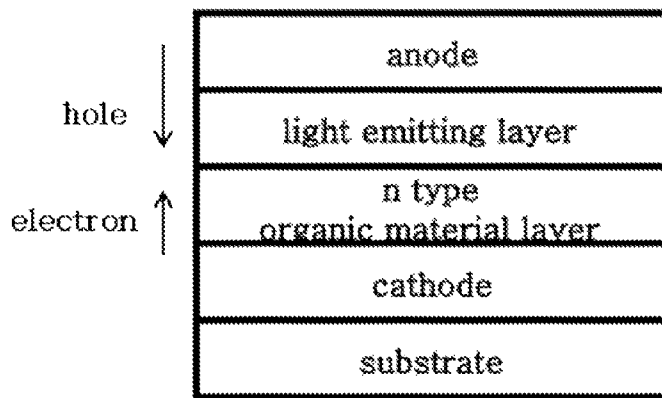 anode
hole
light emitting layer
n type
electron
organic material layer
cathode
substrate